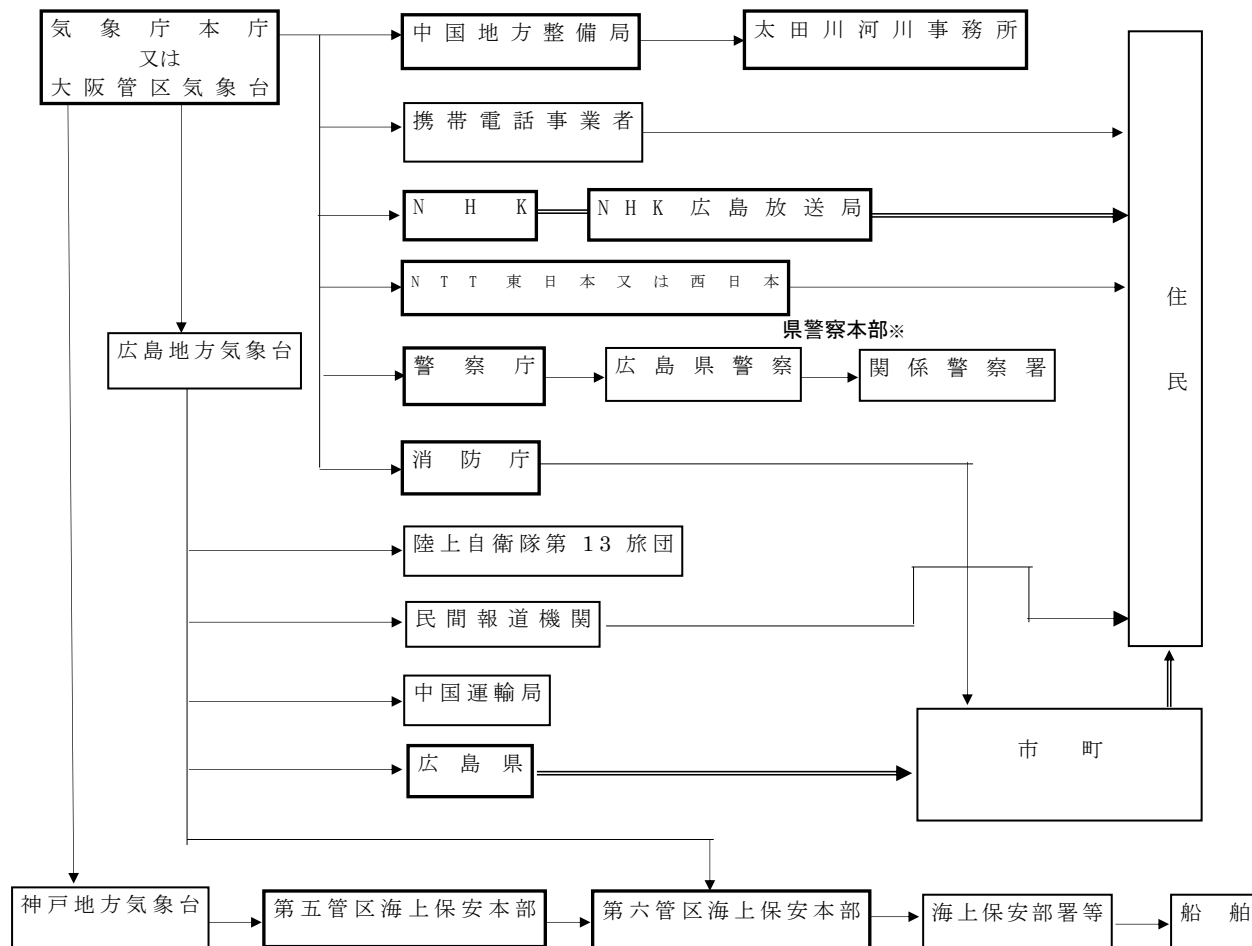 気象庁本庁
又は
大阪管区気象台
中国地方整備局
太田川河川事務所
携帯電話事業者
NHK
NHK広島放送局
NTT東日本又は西日本
住民
県警察本部※
広島地方気象台
警察庁
広島県警察
関係警察署
消防庁
陸上自衛隊第13旅団
民間報道機関
中国運輸局
市町
広島県
神戸地方気象台
第五管区海上保安本部
第六管区海上保安本部
海上保安部署等
船舶